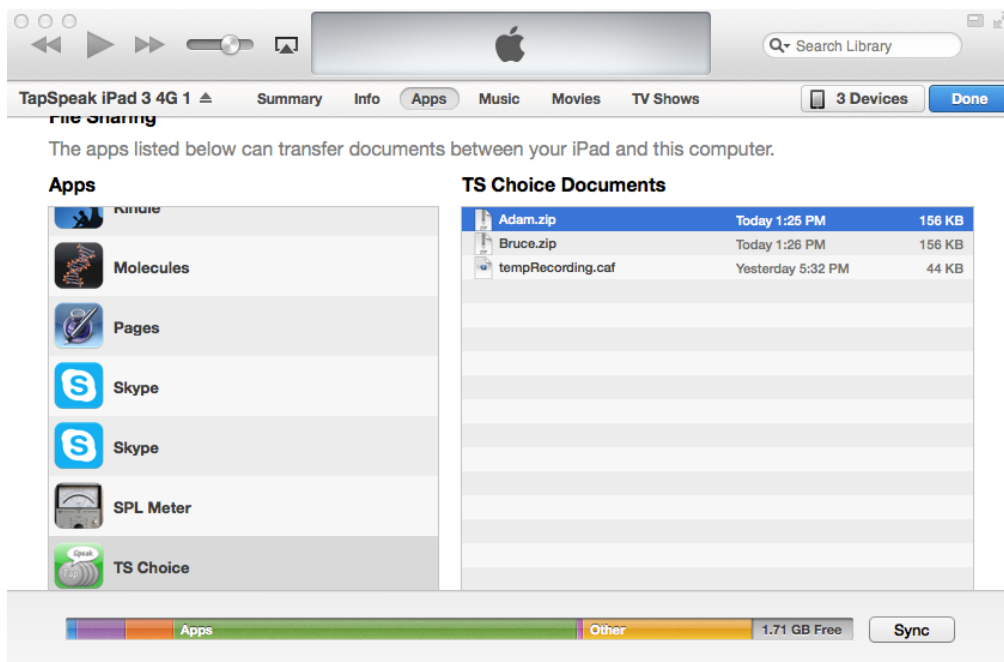 Search Library
TapSpeak iPad 3 4G 1 Summary Info Apps Music Movies TV Shows 3 Devices Done
File Sharing
The apps listed below can transfer documents between your iPad and this computer.
Apps
Kindle
Molecules
Pages
Skype
Skype
SPL Meter
Speak
Tap
TS Choice
TS Choice Documents
Adam.zip Today 1:25 PM 156 KB
Bruce.zip Today 1:26 PM 156 KB
tempRecording.caf Yesterday 5:32 PM 44 KB
Apps Other 1.71 GB Free Sync